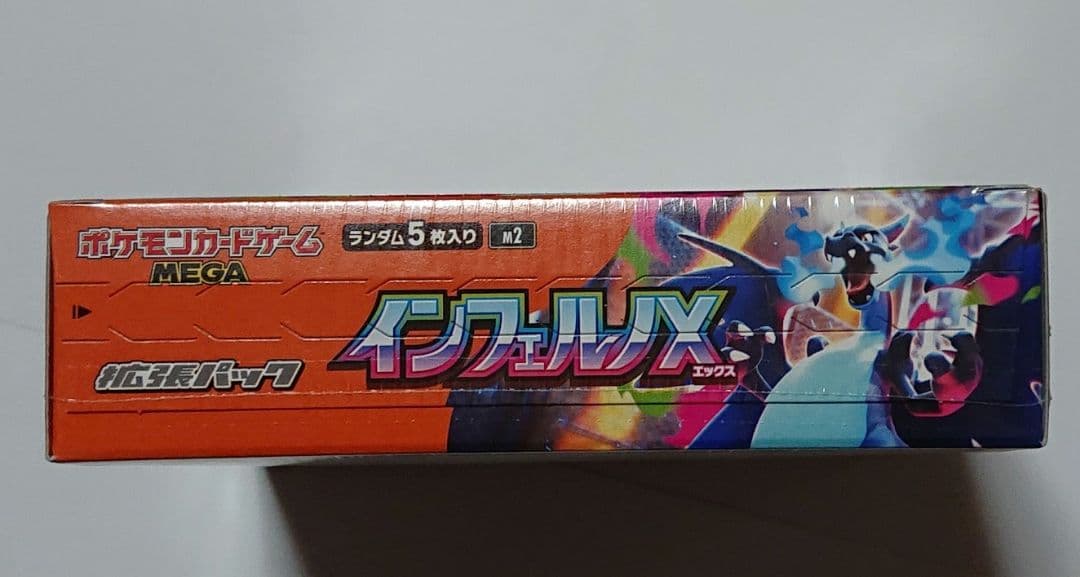 ポケモンカードゲーム
MEGA
ランダム5枚入り M2
インフェルノX
エックス
拡張パック